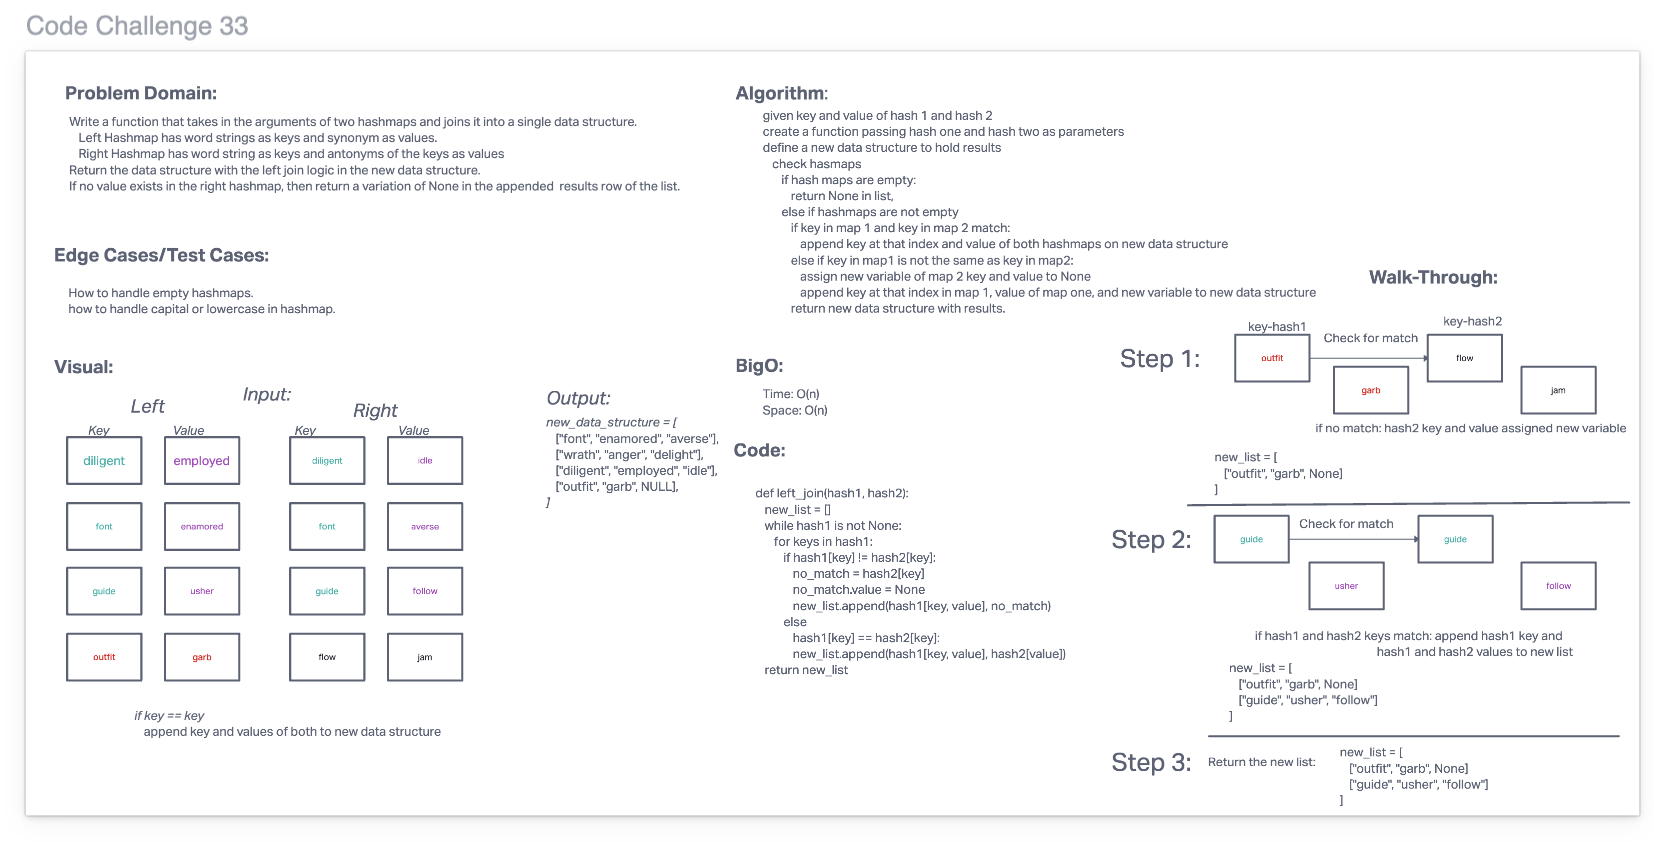 Code Challenge 33
Problem Domain:
Write a function that takes in the arguments of two hashmaps and joins it into a single data structure.
Left Hashmap has word strings as keys and synonym as values.
Right Hashmap has word string as keys and antonyms of the keys as values
Return the data structure with the left join logic in the new data structure.
If no value exists in the right hashmap, then return a variation of None in the appended results row of the list.
Edge Cases/Test Cases:
How to handle empty hashmaps.
how to handle capital or lowercase in hashmap.
Visual:
Input:
Left
Right
Key Value Key Value
diligent employed diligent idle
font enamored font averse
guide usher guide follow
outfit garb flow jam
if key == key
append key and values of both to new data structure
Output:
new_data_structure = [
["font", "enamored", "averse"],
["wrath", "anger", "delight"],
["diligent", "employed", "idle"],
["outfit", "garb", NULL],
]
Algorithm:
given key and value of hash 1 and hash 2
create a function passing hash one and hash two as parameters
define a new data structure to hold results
check hasmaps
if hash maps are empty:
return None in list,
else if hashmaps are not empty
if key in map 1 and key in map 2 match:
append key at that index and value of both hashmaps on new data structure
else if key in map1 is not the same as key in map2:
assign new variable of map 2 key and value to None
append key at that index in map 1, value of map one, and new variable to new data structure
return new data structure with results.
BigO:
Time: O(n)
Space: O(n)
Code:
def left_join(hash1, hash2):
new_list = []
while hash1 is not None:
for keys in hash1:
if hash1[key] != hash2[key]:
no_match = hash2[key]
no_match.value = None
new_list.append(hash1[key, value], no_match)
else
hash1[key] == hash2[key]:
new_list.append(hash1[key, value], hash2[value])
return new_list
Walk-Through:
Step 1:
key-hash1
key-hash2
Check for match
outfit
flow
garb
jam
if no match: hash2 key and value assigned new variable
new_list = [
["outfit", "garb", None]
]
Step 2:
Check for match
guide
guide
usher
follow
if hash1 and hash2 keys match: append hash1 key and
hash1 and hash2 values to new list
new_list = [
["outfit", "garb", None]
["guide", "usher", "follow"]
]
Step 3:
Return the new list:
new_list = [
["outfit", "garb", None]
["guide", "usher", "follow"]
]